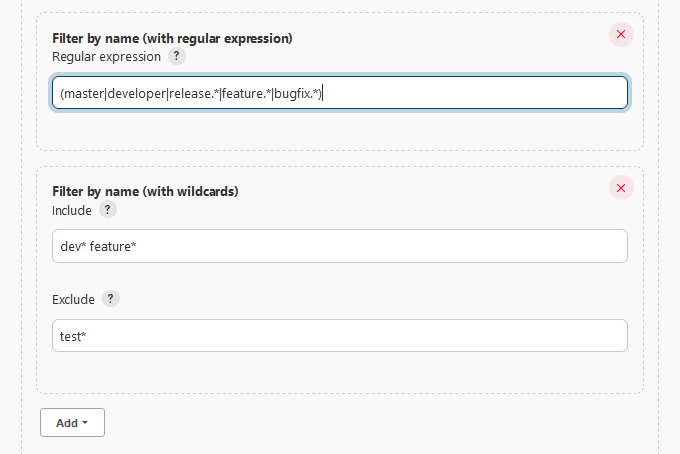 Filter by name (with regular expression)
Regular expression ?
(master|developer|release.*|feature.*|bugfix.*)
Filter by name (with wildcards)
Include ?
dev* feature*
Exclude ?
test*
Add